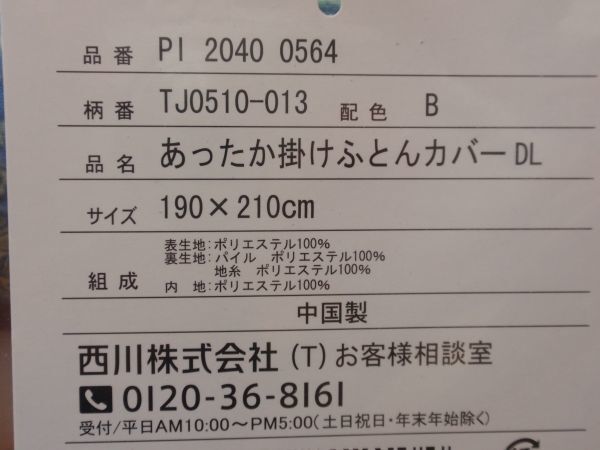 品番 PI 2040 0564
柄番 TJ0510-013 配色 B
品名 あったか掛けふとんカバーDL
サイズ 190×210cm
表生地:ポリエステル100%
裏生地:パイル ポリエステル100%
地糸 ポリエステル100%
組成
内 地:ポリエステル100%
中国製
西川株式会社 (T)お客様相談室
0120-36-8161
受付/平日AM10:00~PM5:00(土日祝日・年末年始除く)